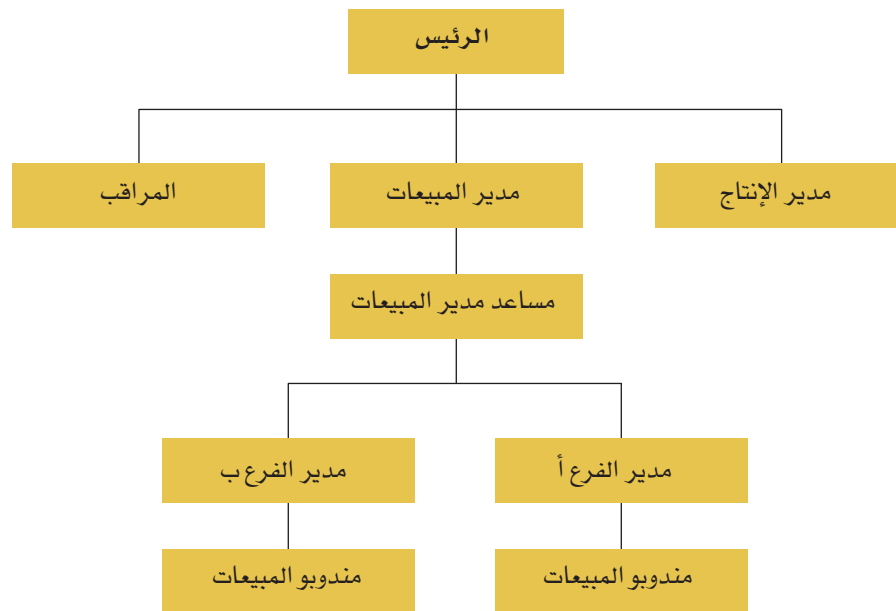 الرئيس
مدير الإنتاج
مدير المبيعات
المراقب
مساعد مدير المبيعات
مدير الفرع أ
مدير الفرع ب
مندوبو المبيعات
مندوبو المبيعات